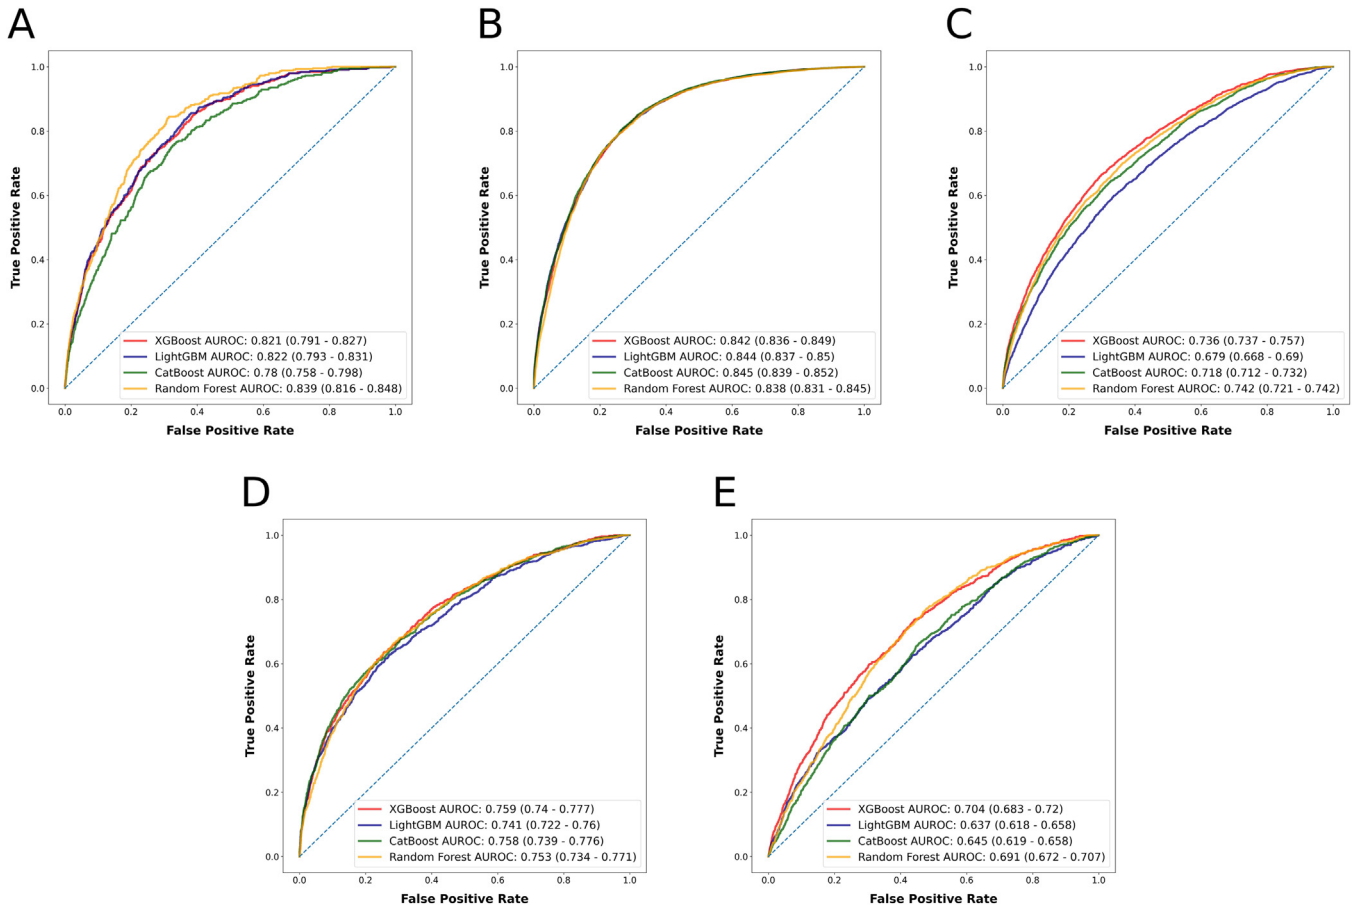 A
True Positive Rate
1.0
0.8
0.6
0.4
0.2
0.0
XGBoost AUROC: 0.821 (0.791 - 0.827)
LightGBM AUROC: 0.822 (0.793 - 0.831)
CatBoost AUROC: 0.78 (0.758 - 0.798)
Random Forest AUROC: 0.839 (0.816 - 0.848)
0.0 0.2 0.4 0.6 0.8 1.0
False Positive Rate
B
True Positive Rate
1.0
0.8
0.6
0.4
0.2
0.0
XGBoost AUROC: 0.842 (0.836 - 0.849)
LightGBM AUROC: 0.844 (0.837 - 0.85)
CatBoost AUROC: 0.845 (0.839 - 0.852)
Random Forest AUROC: 0.838 (0.831 - 0.845)
0.0 0.2 0.4 0.6 0.8 1.0
False Positive Rate
C
True Positive Rate
1.0
0.8
0.6
0.4
0.2
0.0
XGBoost AUROC: 0.736 (0.737 - 0.757)
LightGBM AUROC: 0.679 (0.668 - 0.69)
CatBoost AUROC: 0.718 (0.712 - 0.732)
Random Forest AUROC: 0.742 (0.721 - 0.742)
0.0 0.2 0.4 0.6 0.8 1.0
False Positive Rate
D
True Positive Rate
1.0
0.8
0.6
0.4
0.2
0.0
XGBoost AUROC: 0.759 (0.74 - 0.777)
LightGBM AUROC: 0.741 (0.722 - 0.76)
CatBoost AUROC: 0.758 (0.739 - 0.776)
Random Forest AUROC: 0.753 (0.734 - 0.771)
0.0 0.2 0.4 0.6 0.8 1.0
False Positive Rate
E
True Positive Rate
1.0
0.8
0.6
0.4
0.2
0.0
XGBoost AUROC: 0.704 (0.683 - 0.72)
LightGBM AUROC: 0.637 (0.618 - 0.658)
CatBoost AUROC: 0.645 (0.619 - 0.658)
Random Forest AUROC: 0.691 (0.672 - 0.707)
0.0 0.2 0.4 0.6 0.8 1.0
False Positive Rate